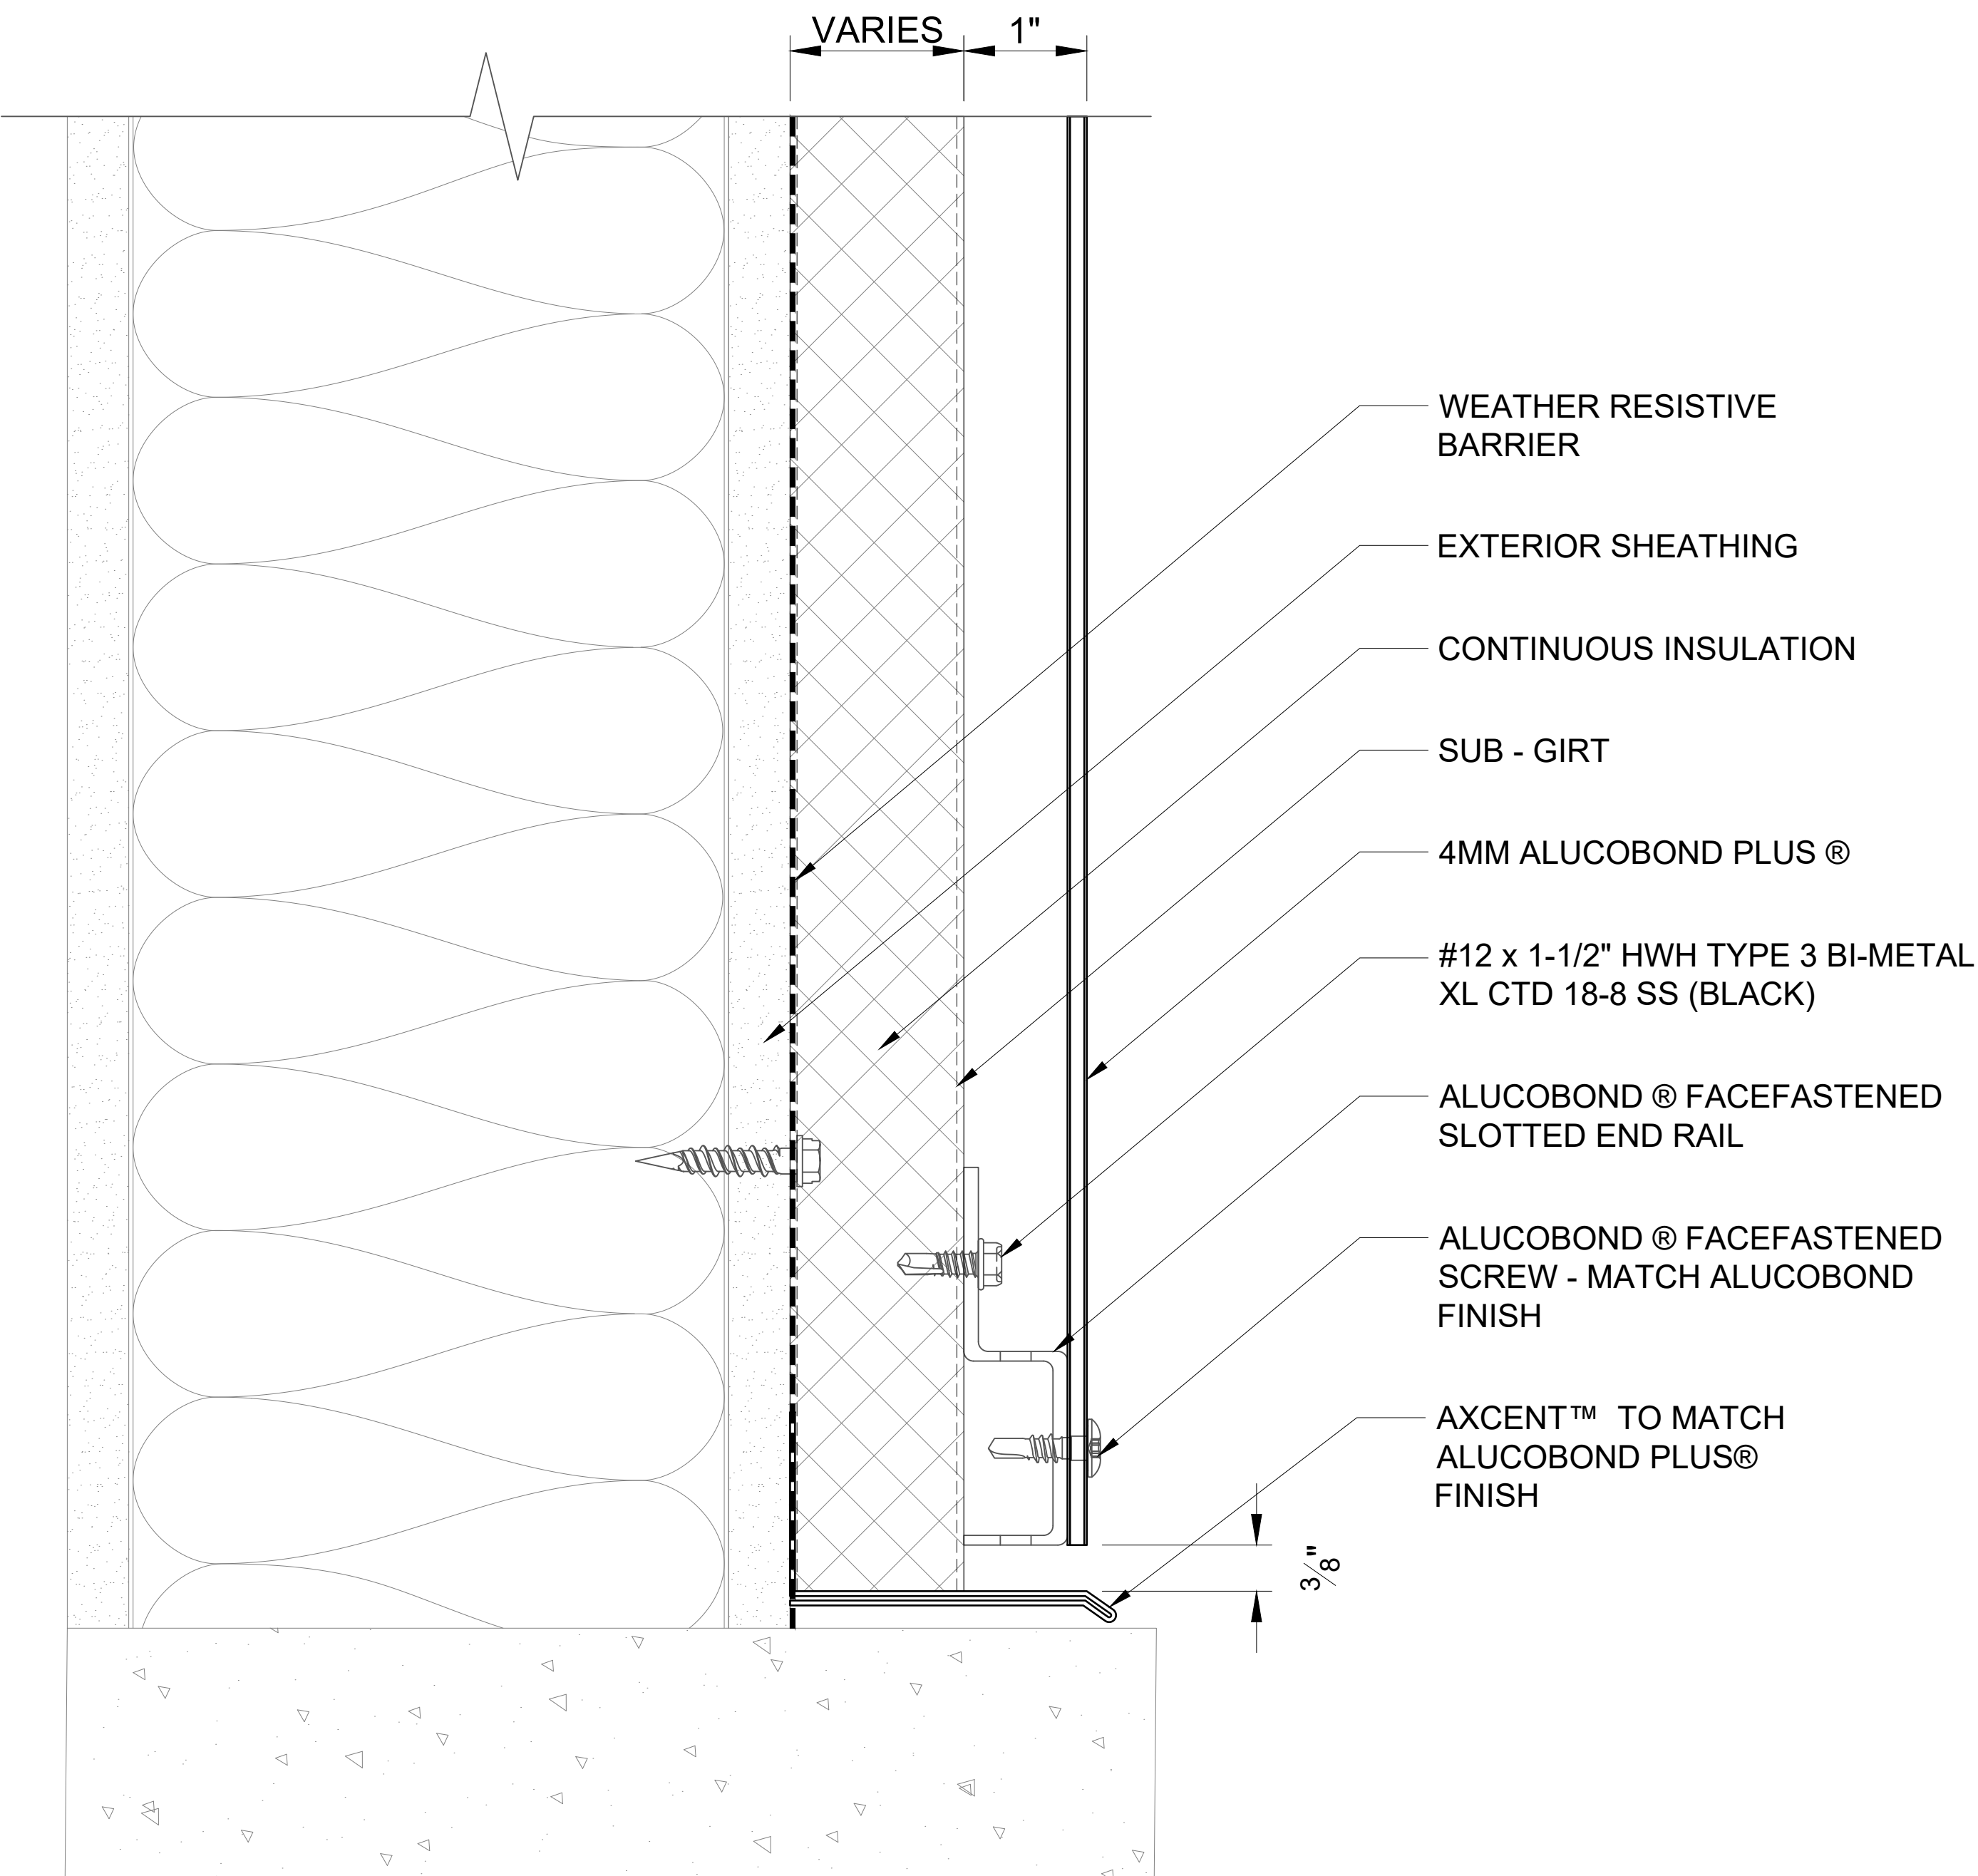 VARIES 1"
WEATHER RESISTIVE
BARRIER
EXTERIOR SHEATHING
CONTINUOUS INSULATION
SUB - GIRT
4MM ALUCOBOND PLUS ®
#12 x 1-1/2" HWH TYPE 3 BI-METAL
XL CTD 18-8 SS (BLACK)
ALUCOBOND ® FACEFASTENED
SLOTTED END RAIL
ALUCOBOND ® FACEFASTENED
SCREW - MATCH ALUCOBOND
FINISH
AXCENT™ TO MATCH
ALUCOBOND PLUS®
FINISH
3/8"